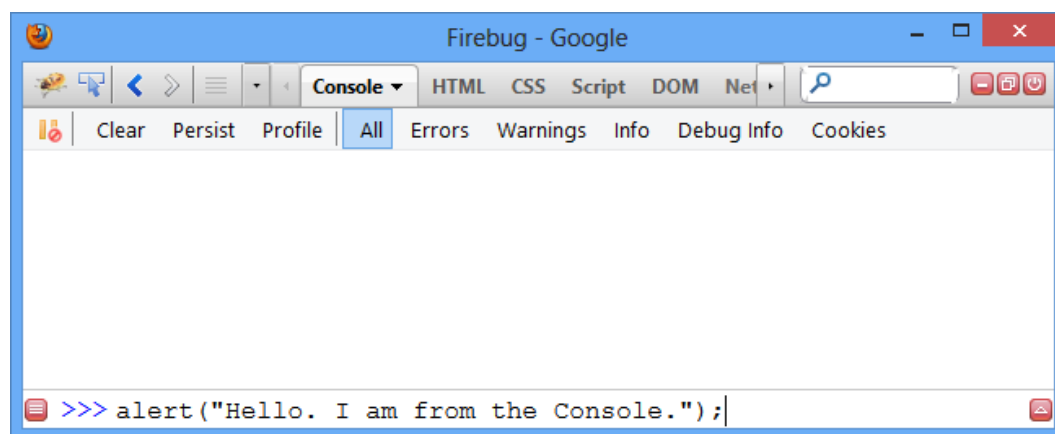 Firebug - Google
Console HTML CSS Script DOM Net
Clear Persist Profile All Errors Warnings Info Debug Info Cookies
>>> alert("Hello. I am from the Console.");